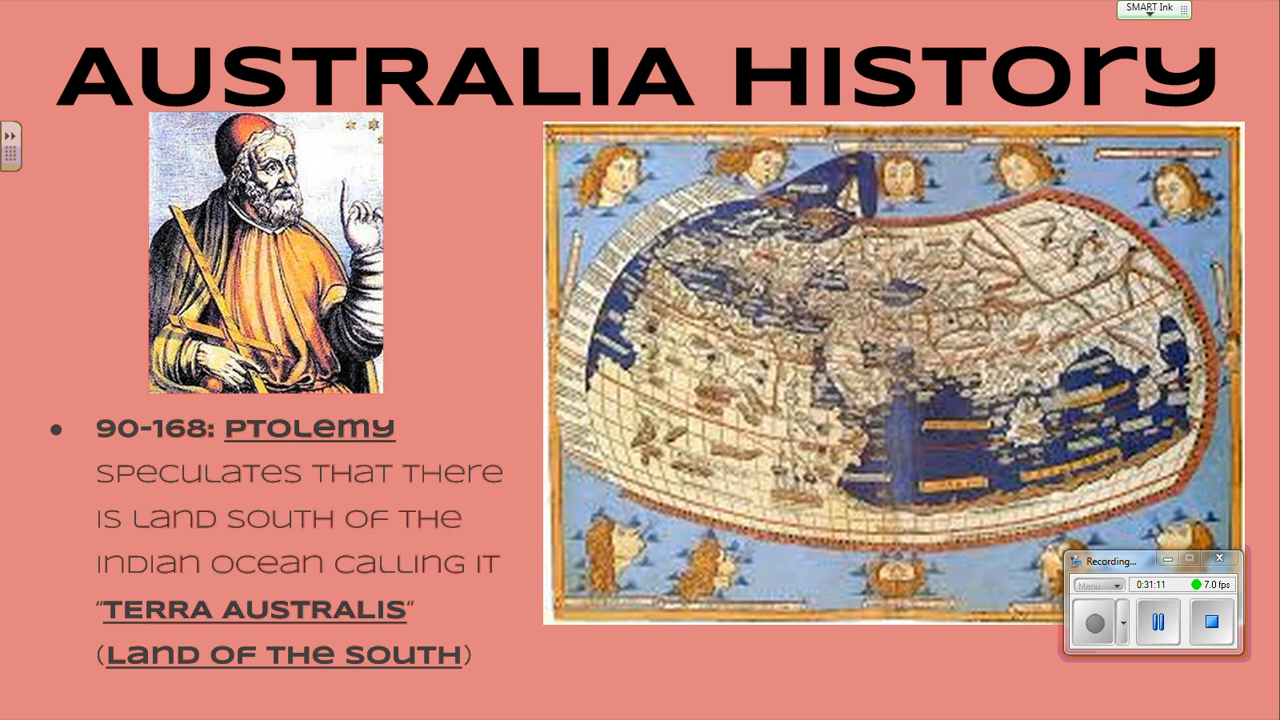 SMART Ink
AUSTRALIA HISTORY
• 90-168: PTOLEMY
SPECULATES THAT THERE
IS LAND SOUTH OF THE
INDIAN OCEAN CALLING IT
“TERRA AUSTRALIS”
(LAND OF THE SOUTH)
Recording...
Menu
0:31:11
7.0 fps